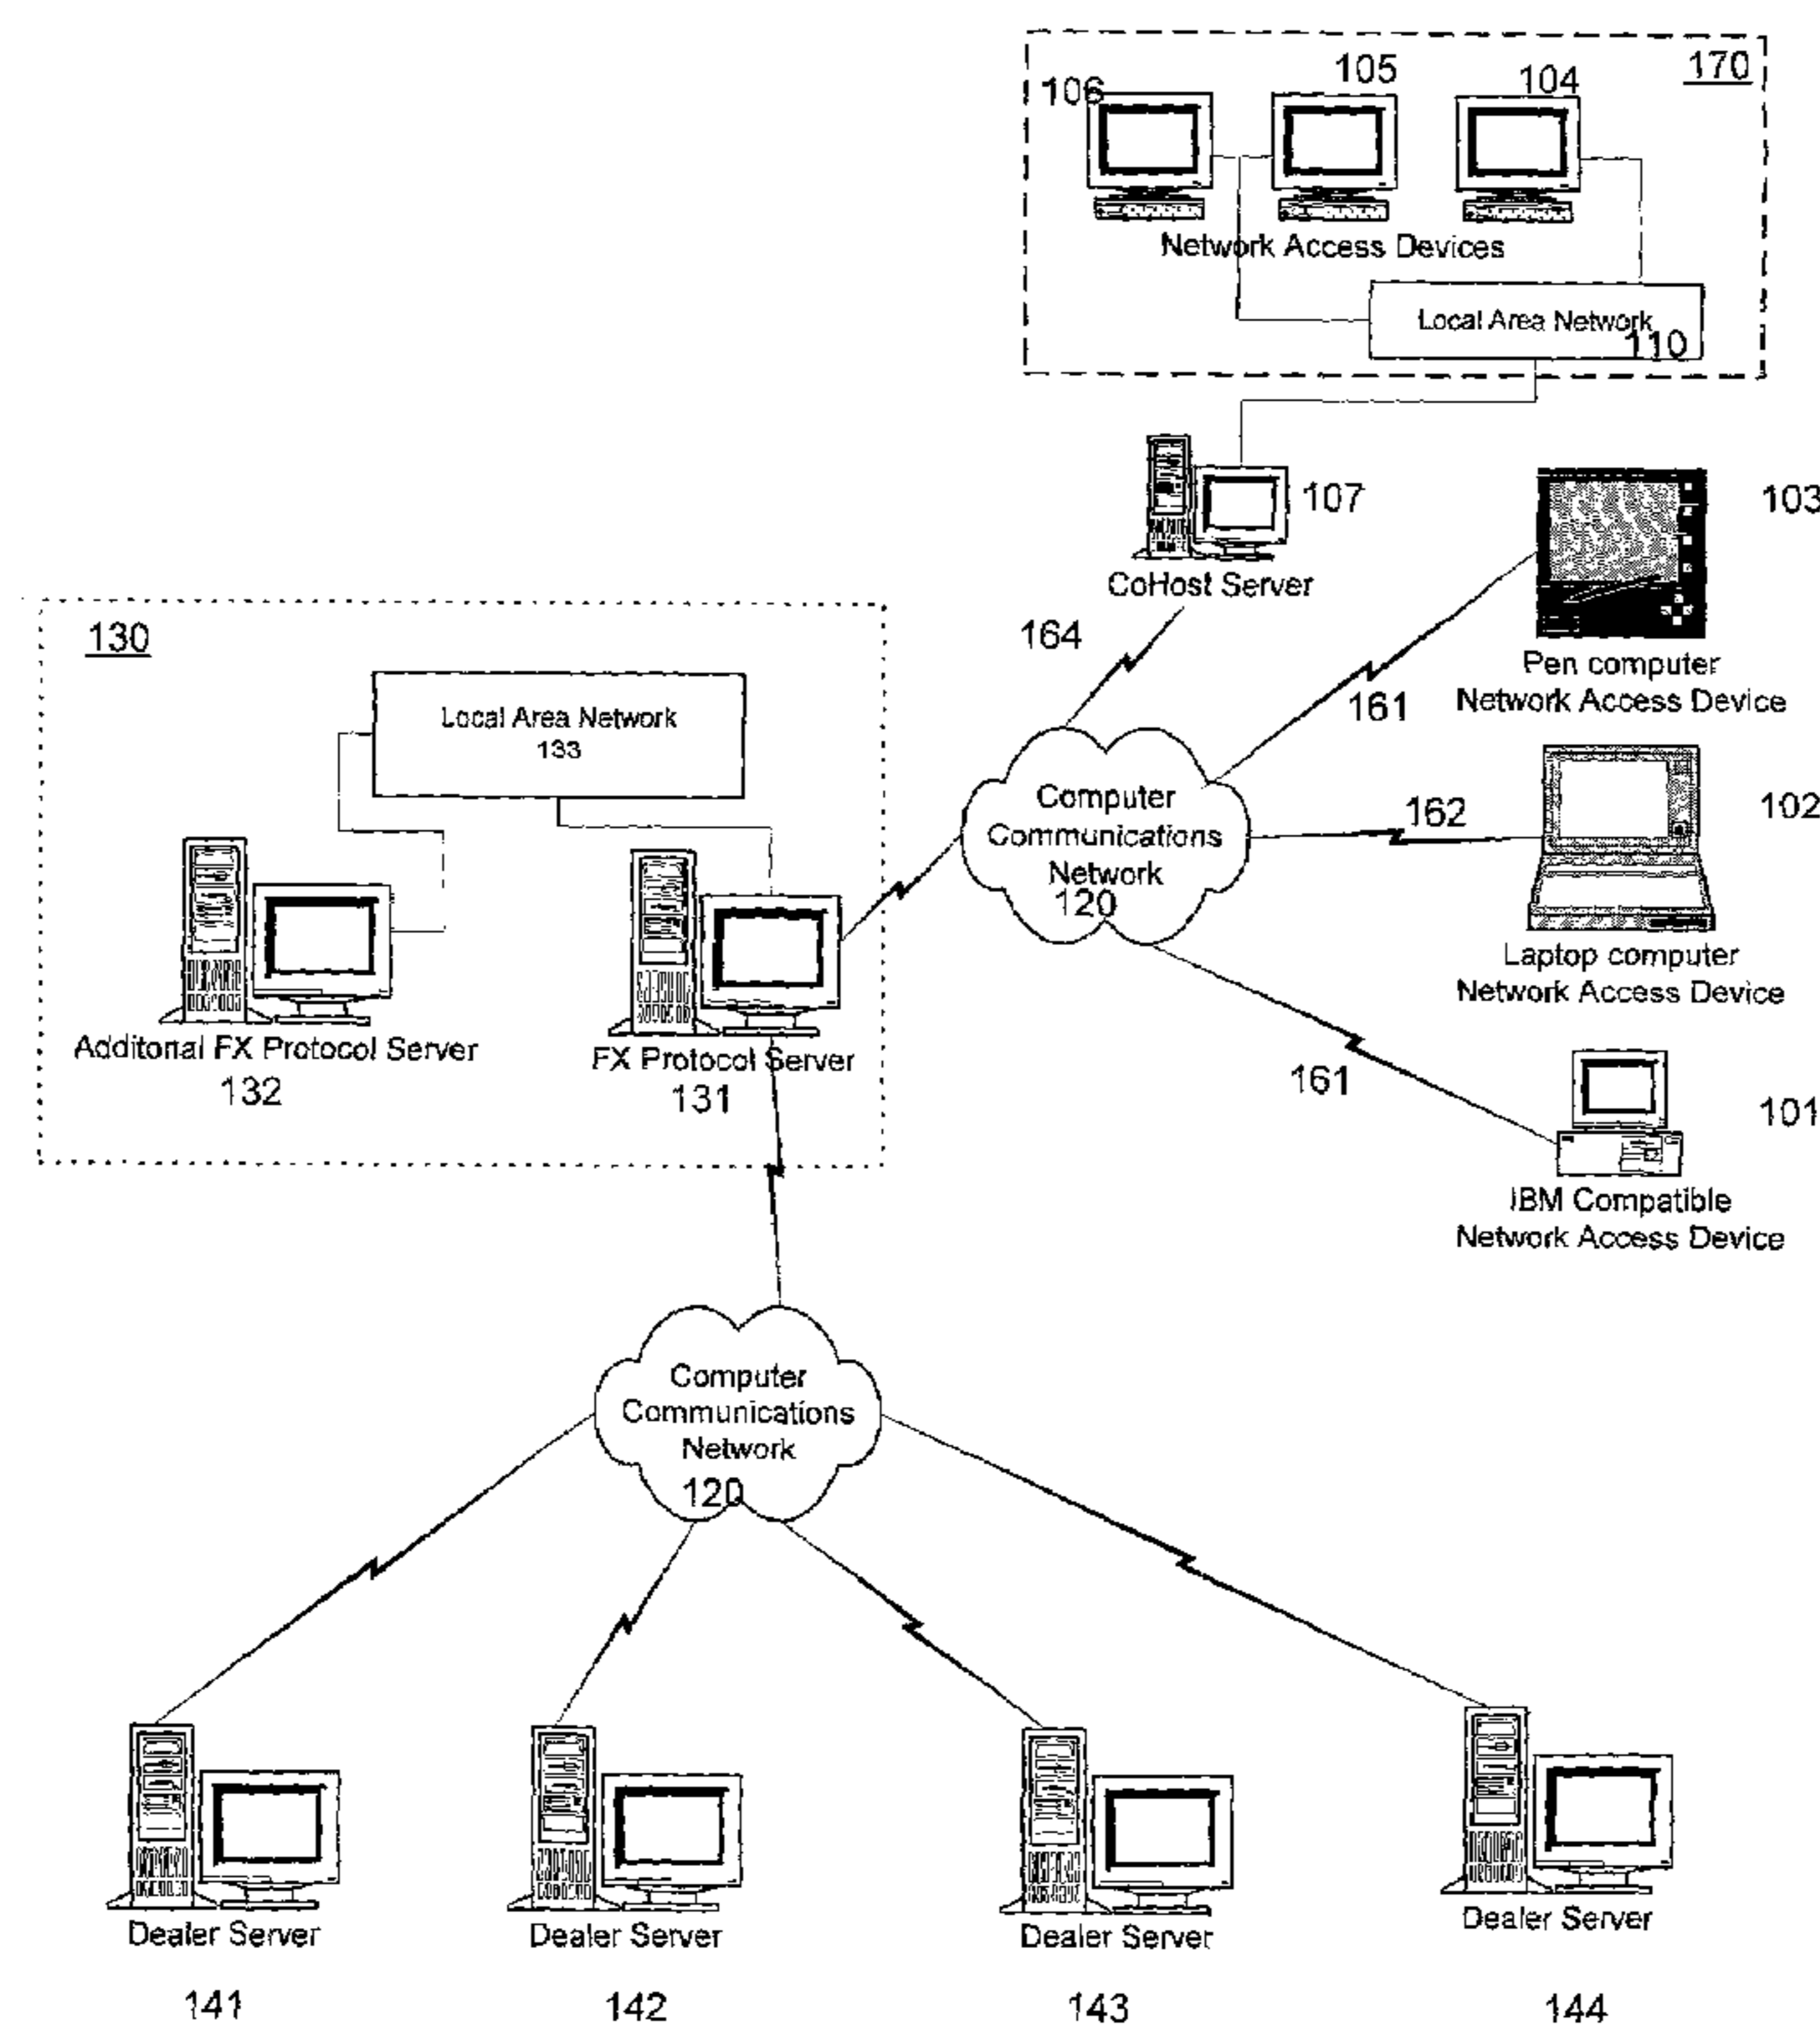 170
106
105
104
Network Access Devices
Local Area Network
110
107
CoHost Server
103
Pen computer
Network Access Device
164
161
130
Local Area Network
133
Computer
Communications
Network
120
162
102
Laptop computer
Network Access Device
Additonal FX Protocol Server
132
FX Protocol Server
131
161
101
IBM Compatible
Network Access Device
Computer
Communications
Network
120
Dealer Server
Dealer Server
Dealer Server
Dealer Server
141
142
143
144